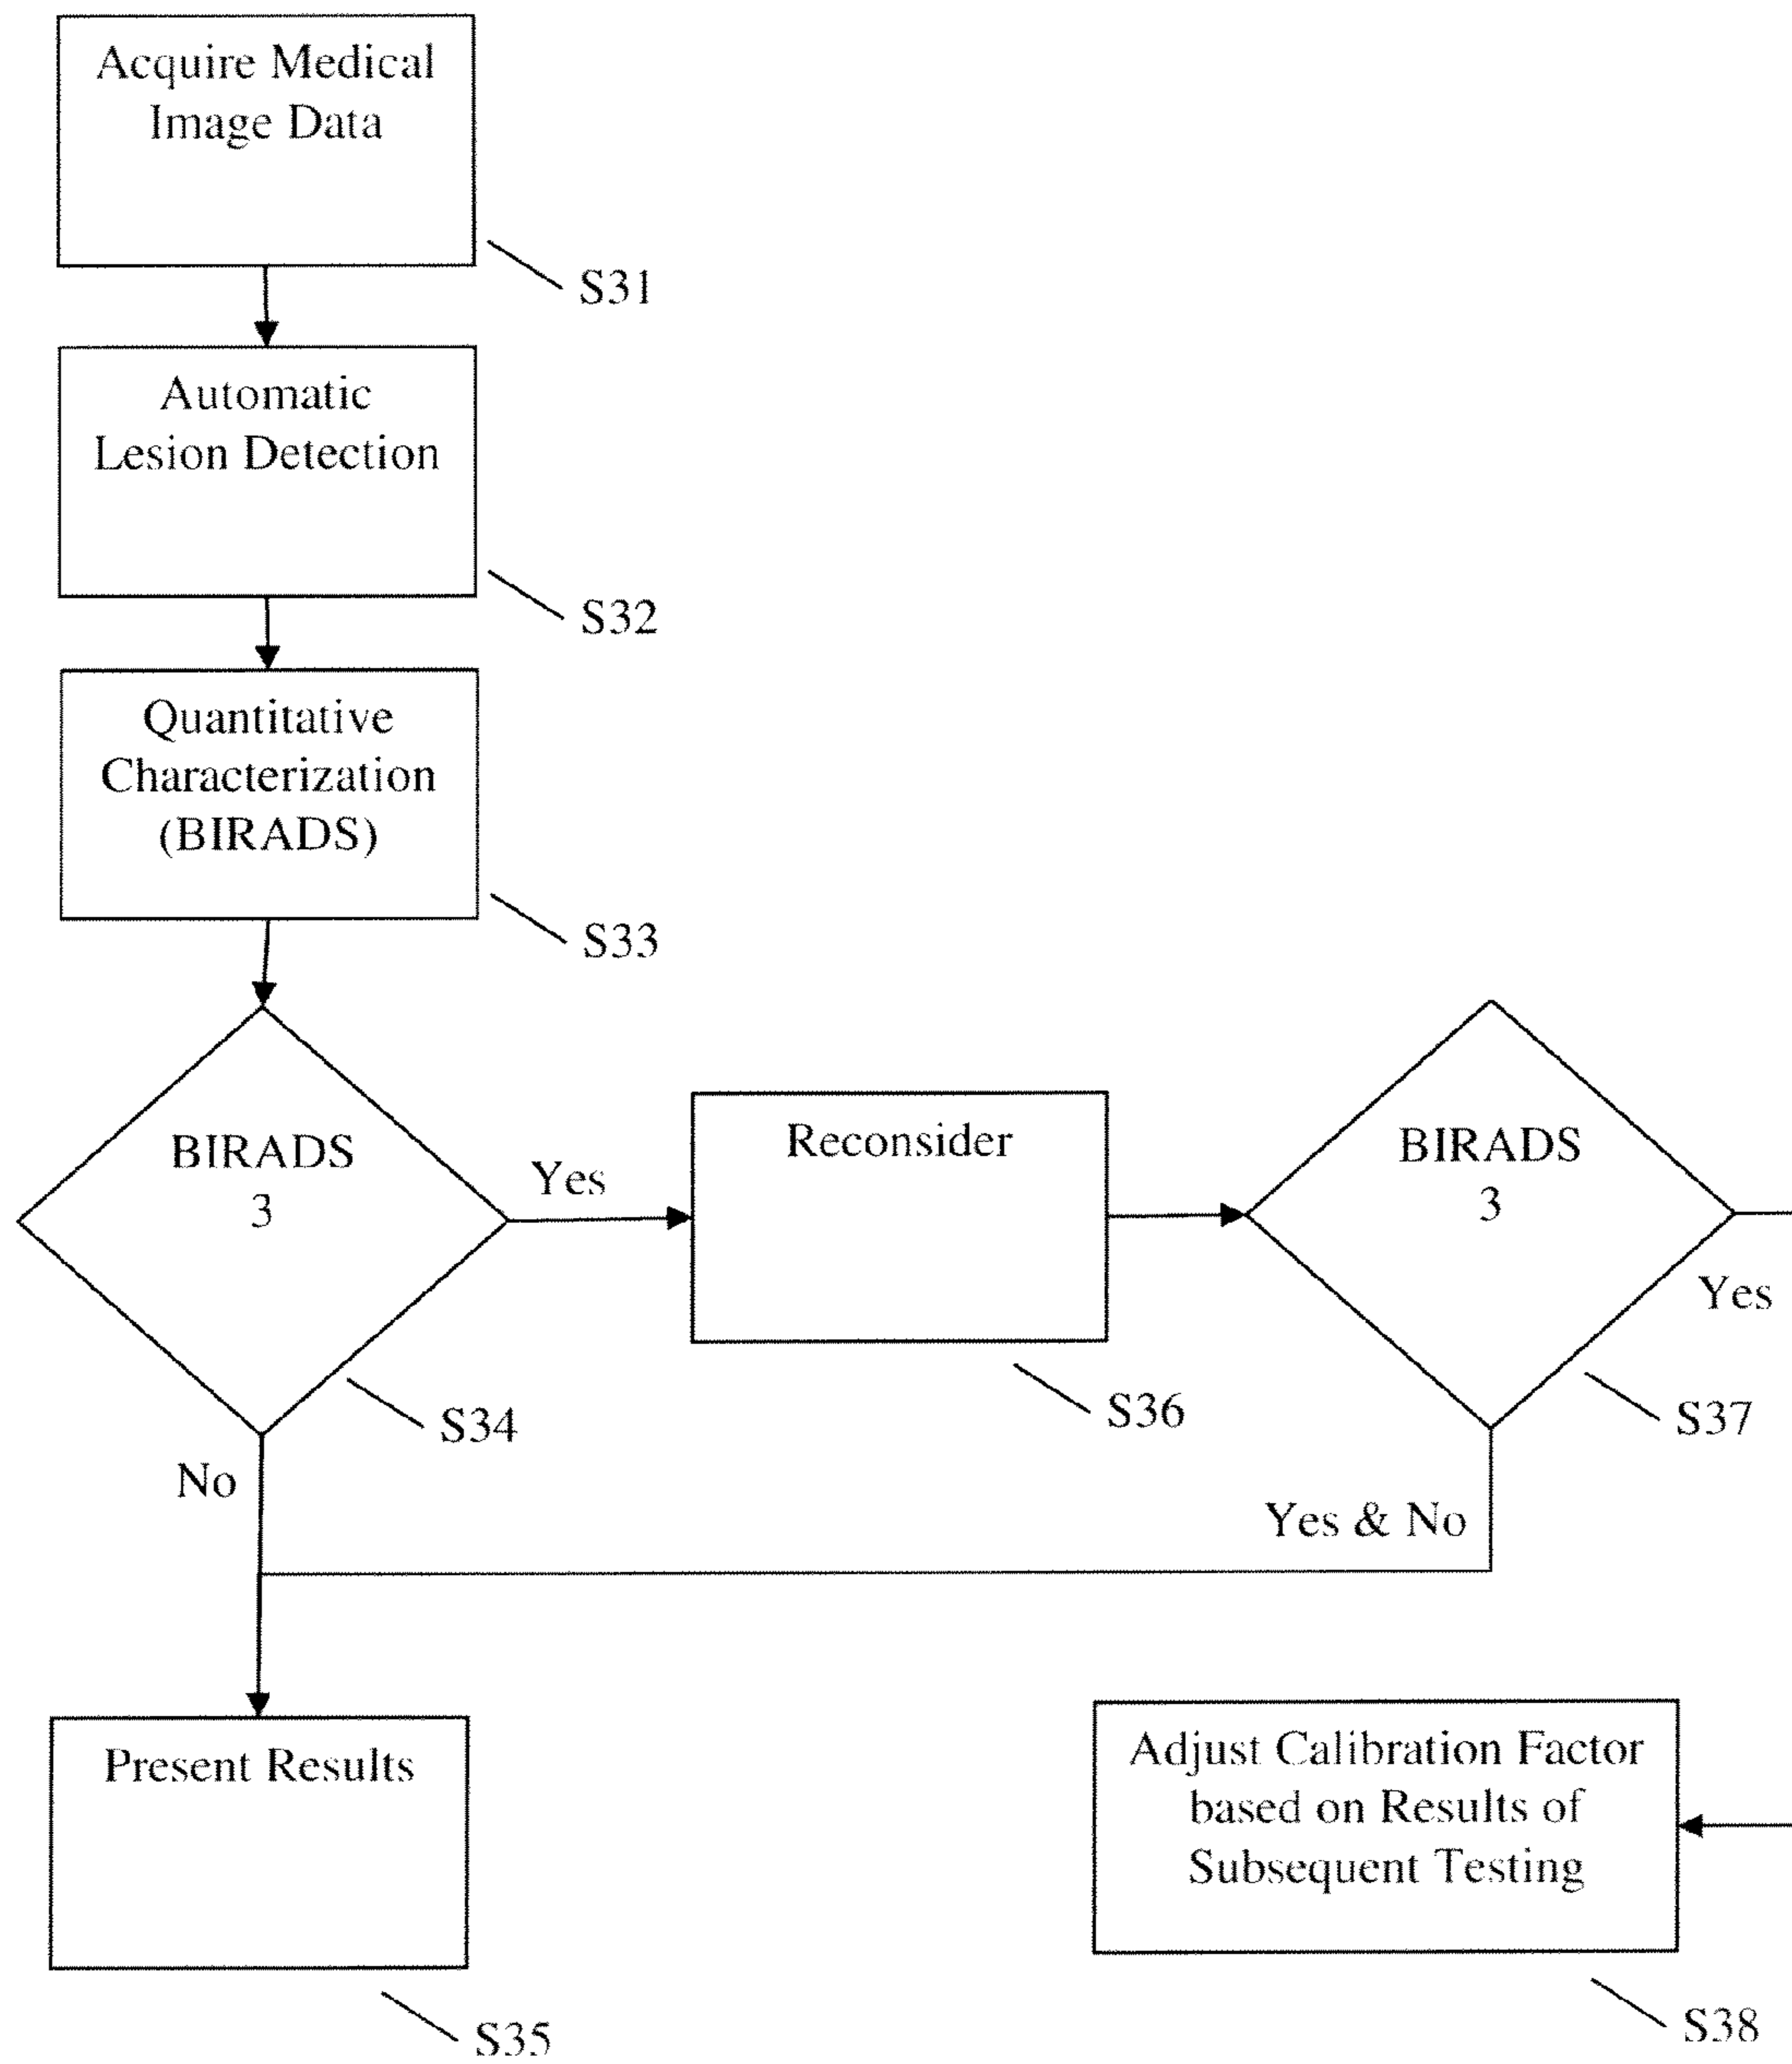 Acquire Medical
Image Data
S31
Automatic
Lesion Detection
S32
Quantitative
Characterization
(BIRADS)
S33
BIRADS
3
S34
Yes
No
Reconsider
S36
BIRADS
3
Yes
S37
Yes & No
Present Results
S35
Adjust Calibration Factor
based on Results of
Subsequent Testing
S38